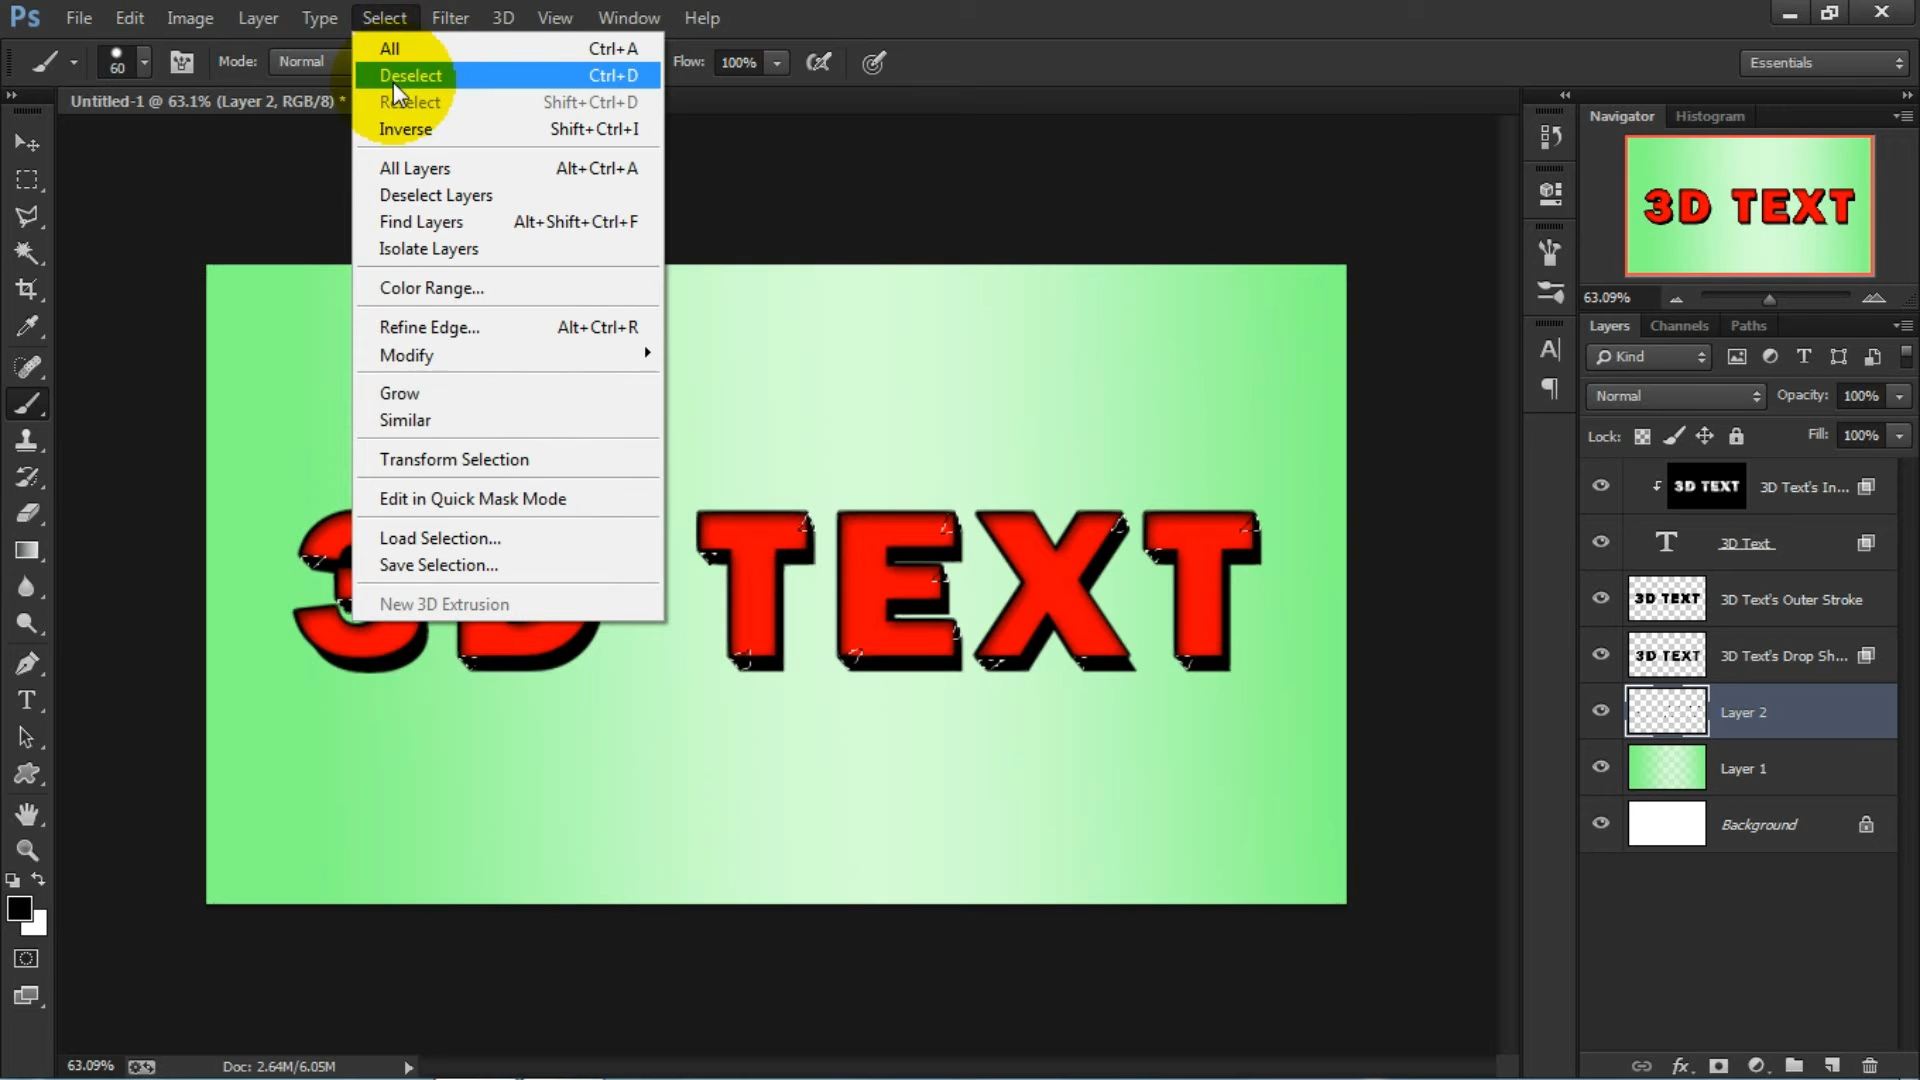 Ps File Edit Image Layer Type Select Filter 3D View Window Help
60 Mode: Normal Flow: 100% Essentials
Untitled-1 @ 63.1% (Layer 2, RGB/8) *
All Ctrl+A
Deselect Ctrl+D
Reselect Shift+Ctrl+D
Inverse Shift+Ctrl+I
All Layers Alt+Ctrl+A
Deselect Layers
Find Layers Alt+Shift+Ctrl+F
Isolate Layers
Color Range...
Refine Edge... Alt+Ctrl+R
Modify
Grow
Similar
Transform Selection
Edit in Quick Mask Mode
Load Selection...
Save Selection...
New 3D Extrusion
3D TEXT
Navigator Histogram
3D TEXT
63.09%
Layers Channels Paths
Kind
Normal Opacity: 100%
Lock: Fill: 100%
3D TEXT 3D Text's In...
T 3D Text
3D TEXT 3D Text's Outer Stroke
3D TEXT 3D Text's Drop Sh...
Layer 2
Layer 1
Background
63.09% Doc: 2.64M/6.05M